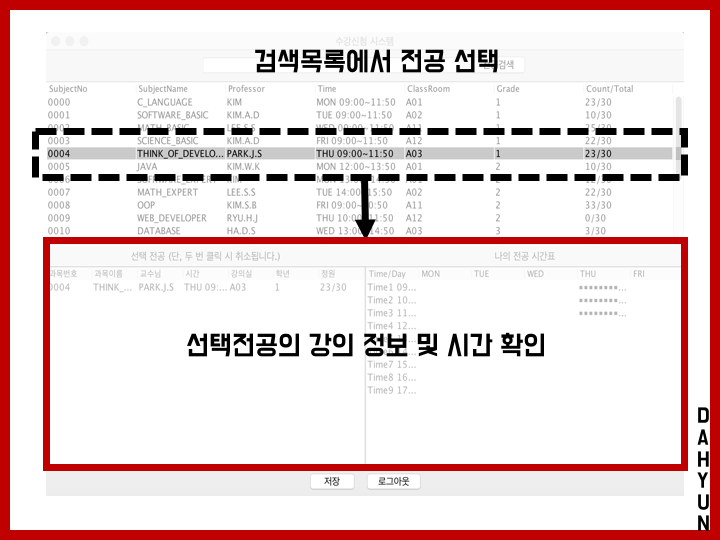 수강신청 시스템
검색목록에서 전공 선택
검색
SubjectNo SubjectName Professor Time ClassRoom Grade Count/Total
0000 C_LANGUAGE KIM MON 09:00~11:50 A01 1 23/30
0001 SOFTWARE_BASIC KIM.A.D TUE 09:00~11:50 A02 1 10/30
MATH_BASIC LEE.S.S WED 09:00~11:50 A11 1
0003 SCIENCE_BASIC KIM.A.D FRI 09:00~11:50 A12 1 22/30
0004 THINK_OF_DEVELO... PARK.J.S THU 09:00~11:50 A03 1 23/30
0005 JAVA KIM.W.K MON 12:00~13:50 A01 2 10/30
0007 MATH_EXPERT LEE.S.S TUE 14:00 15:50 A02 2 22/30
0008 OOP KIM.S.B FRI 09:00 0:50 A11 2 33/30
0009 WEB_DEVELOPER RYU.H.J THU 10:00 11:50 A12 2 0/30
0010 DATABASE HA.D.S WED 13:00 14:50 A03 3 3/30
선택 전공 (단, 두 번 클릭 시 취소됩니다.) 나의 전공 시간표
과목번호 과목이름 교수님 시간 강의실 학년 정원 Time/Day MON TUE WED THU FRI
0004 THINK_... PARK.J.S THU 09:... A03 1 23/30 Time1 09... ********...
Time2 10... ********...
Time3 11... ********...
Time4 12...
선택전공의 강의 정보 및 시간 확인
Time7 15...
Time8 16...
Time9 17...
저장 로그아웃
DAHYUN